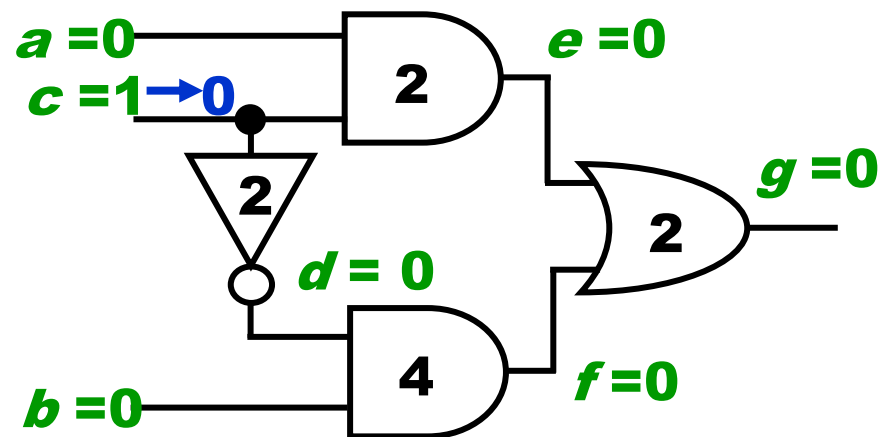 a =0
2
e =0
c =1→0
2
g =0
2
d = 0
4
f =0
b =0